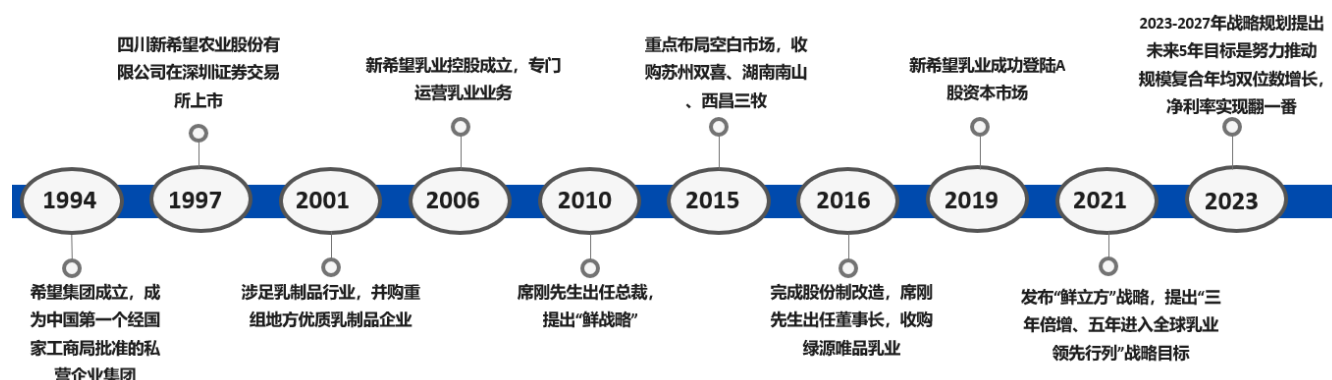 四川新希望农业股份有
限公司在深圳证券交易
所上市
新希望乳业控股成立，专门
运营乳业业务
重点布局空白市场，收
购苏州双喜、湖南南山
、西昌三牧
新希望乳业成功登陆A
股资本市场
2023-2027年战略规划提出
未来5年目标是努力推动
规模复合年均双位数增长，
净利率实现翻一番
1994
1997
2001
2006
2010
2015
2016
2019
2021
2023
希望集团成立，成
为中国第一个经国
家工商局批准的私
营企业集团
涉足乳制品行业，并购重
组地方优质乳制品企业
席刚先生出任总裁，
提出“鲜战略”
完成股份制改造，席刚
先生出任董事长，收购
绿源唯品乳业
发布“鲜立方”战略，提出“三
年倍增、五年进入全球乳业
领先行列”战略目标